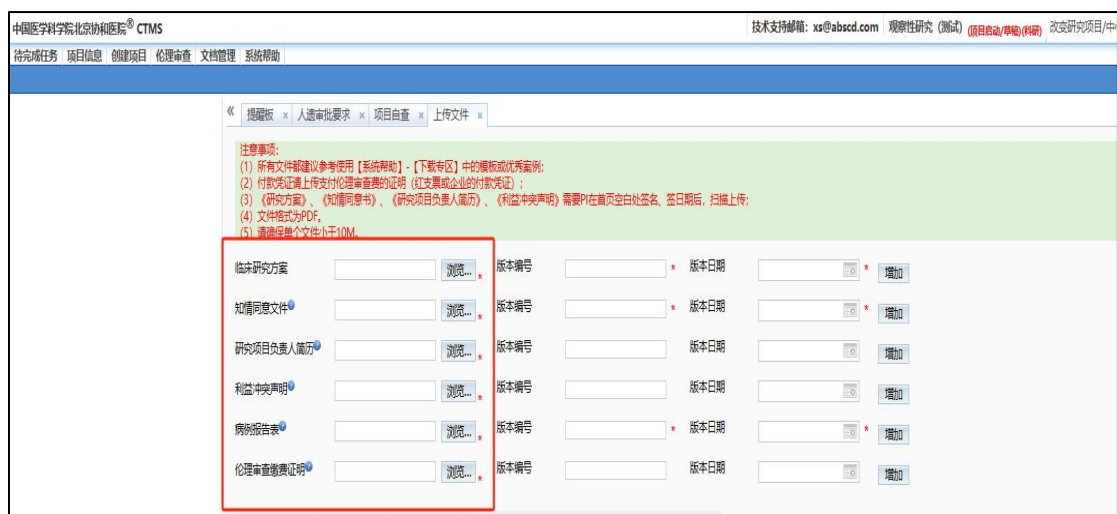 中国医学科学院北京协和医院® CTMS
技术支持邮箱：xs@abscd.com 观察性研究（测试）(项目启动/草稿)(科研) 改变研究项目/中
待完成任务 项目信息 创建项目 伦理审查 文档管理 系统帮助
« 提醒板 × 人遗审批要求 × 项目自查 × 上传文件 ×
注意事项：
(1) 所有文件都建议参考使用【系统帮助】-【下载专区】中的模板或优秀案例；
(2) 付款凭证请上传支付伦理审查费的证明（红支票或企业的付款凭证）；
(3) 《研究方案》、《知情同意书》、《研究项目负责人简历》、《利益冲突声明》需要PI在首页空白处签名、签日期后，扫描上传；
(4) 文件格式为PDF。
(5) 请确保单个文件小于10M。
临床研究方案 浏览... * 版本编号 * 版本日期 * 增加
知情同意文件 浏览... * 版本编号 * 版本日期 * 增加
研究项目负责人简历 浏览... * 版本编号 版本日期 增加
利益冲突声明 浏览... * 版本编号 版本日期 增加
病例报告表 浏览... * 版本编号 * 版本日期 * 增加
伦理审查缴费证明 浏览... * 版本编号 版本日期 增加